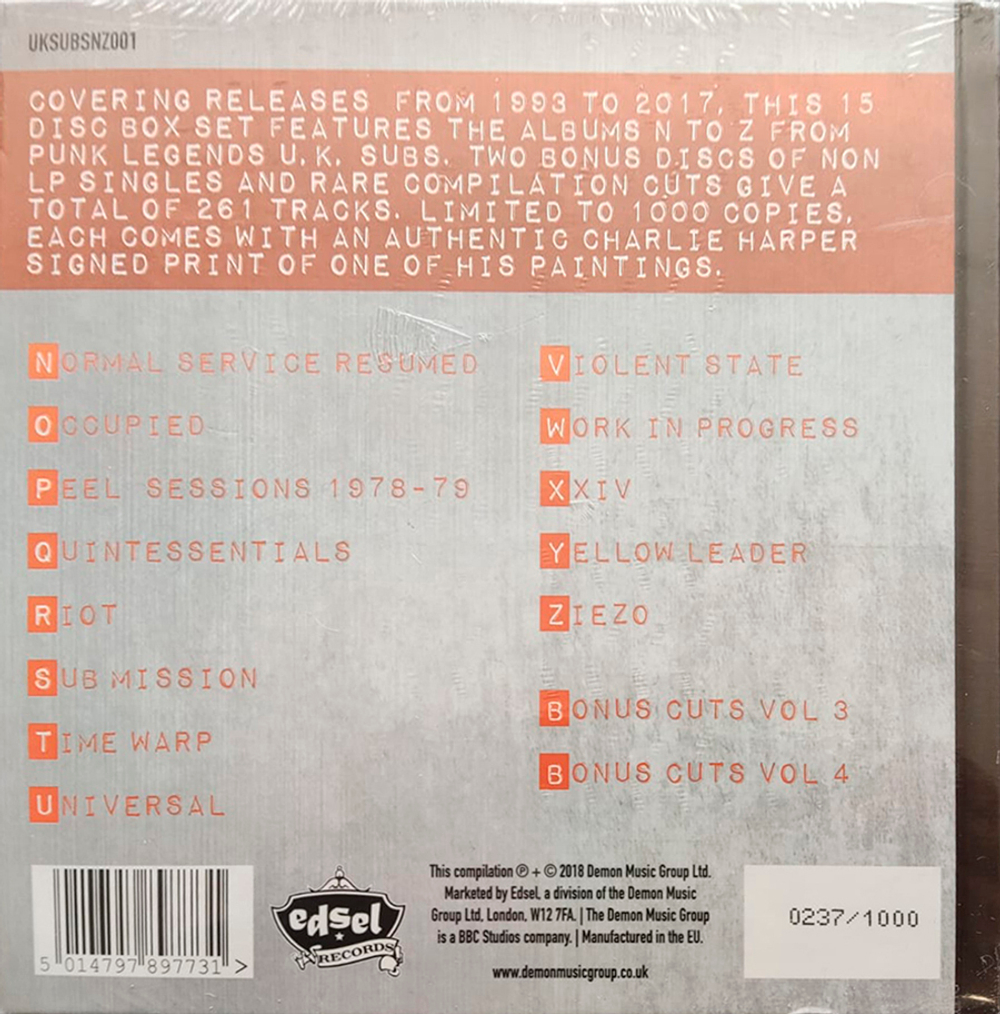 UKSUBSNZ001
COVERING RELEASES FROM 1993 TO 2017, THIS 15
DISC BOX SET FEATURES THE ALBUMS N TO Z FROM
PUNK LEGENDS U.K. SUBS. TWO BONUS DISCS OF NON
LP SINGLES AND RARE COMPILATION CUTS GIVE A
TOTAL OF 261 TRACKS. LIMITED TO 1000 COPIES.
EACH COMES WITH AN AUTHENTIC CHARLIE HARPER
SIGNED PRINT OF ONE OF HIS PAINTINGS.
NORMAL SERVICE RESUMED
OCCUPIED
PEEL SESSIONS 1978-79
QUINTESSENTIALS
RIOT
SUB MISSION
TIME WARP
UNIVERSAL
VIOLENT STATE
WORK IN PROGRESS
XXIV
YELLOW LEADER
ZIEZO
BONUS CUTS VOL 3
BONUS CUTS VOL 4
5 014797 897731 >
edsel
RECORDS
This compilation ℗ + © 2018 Demon Music Group Ltd.
Marketed by Edsel, a division of the Demon Music
Group Ltd, London, W12 7FA. | The Demon Music Group
is a BBC Studios company. | Manufactured in the EU.
www.demonmusicgroup.co.uk
0237/1000